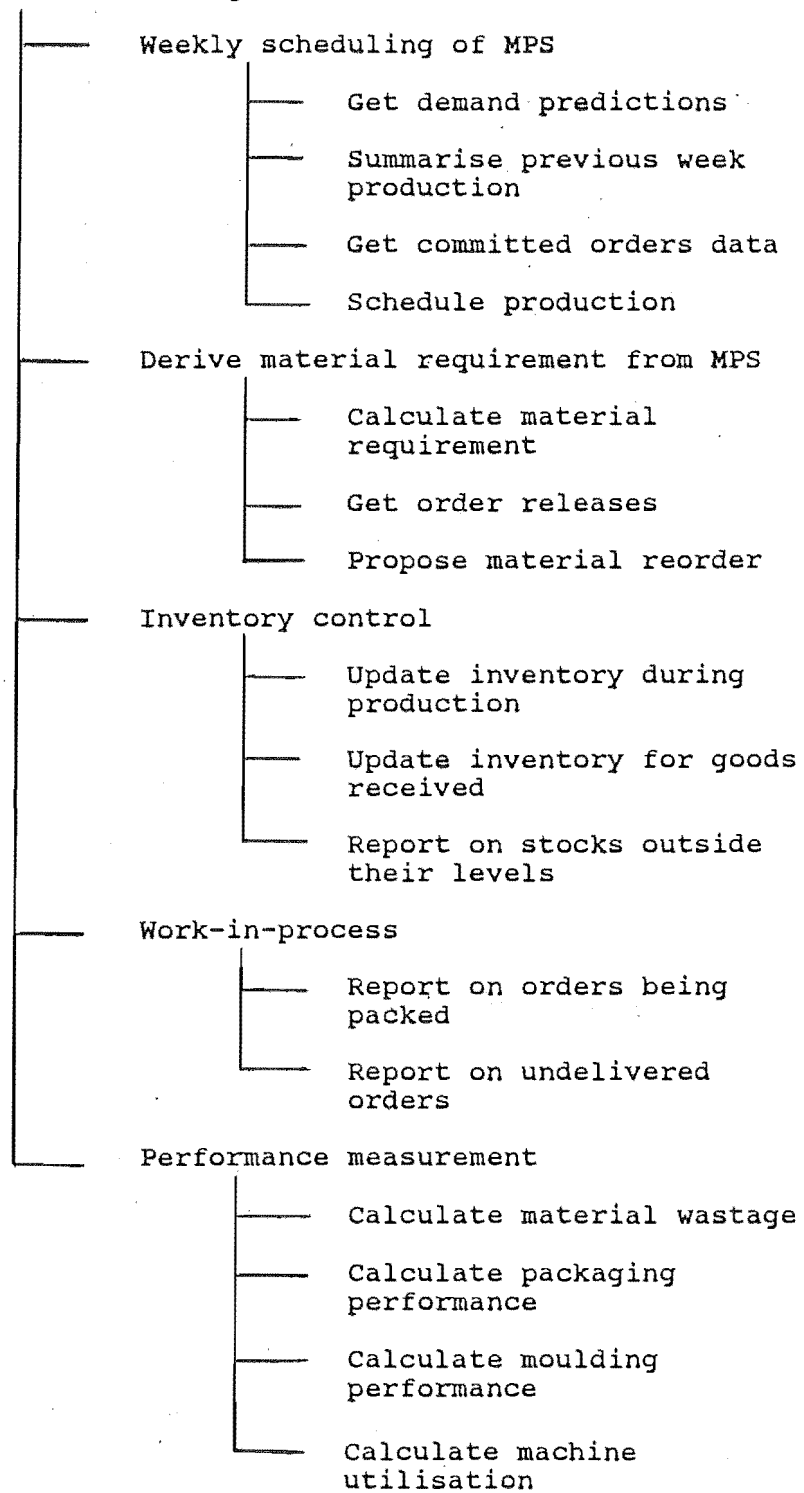 Weekly scheduling of MPS
Get demand predictions
Summarise previous week
production
Get committed orders data
Schedule production
Derive material requirement from MPS
Calculate material
requirement
Get order releases
Propose material reorder
Inventory control
Update inventory during
production
Update inventory for goods
received
Report on stocks outside
their levels
Work-in-process
Report on orders being
packed
Report on undelivered
orders
Performance measurement
Calculate material wastage
Calculate packaging
performance
Calculate moulding
performance
Calculate machine
utilisation